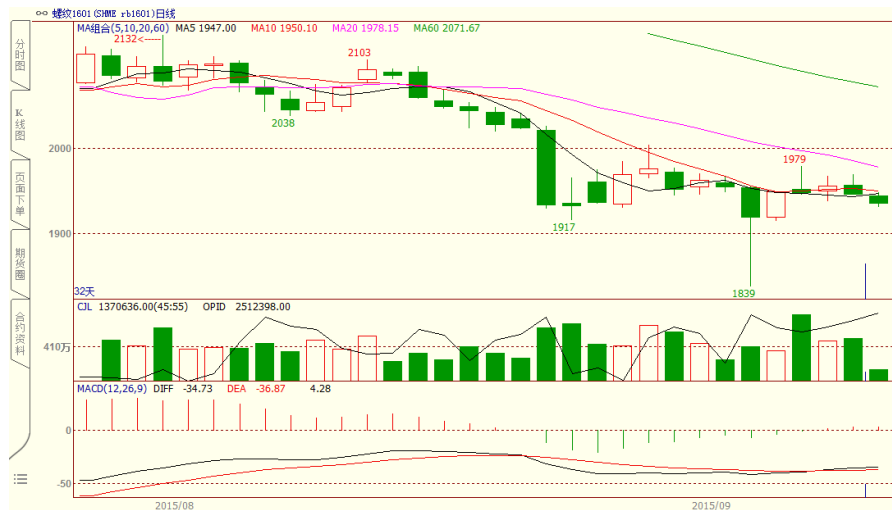 螺纹1601(SHME rb1601)日线
MA组合(5,10,20,60) MA5 1947.00 MA10 1950.10 MA20 1978.15 MA60 2071.67
分时图
K线图
页面下单
期货圈
合约资料
2132<----
2103
2038
2000
1979
1917
1900
1839
32天
CJL 1370636.00(45:55) OPID 2512398.00
410万
MACD(12,26,9) DIFF -34.73 DEA -36.87 4.28
0
-50
2015/08
2015/09